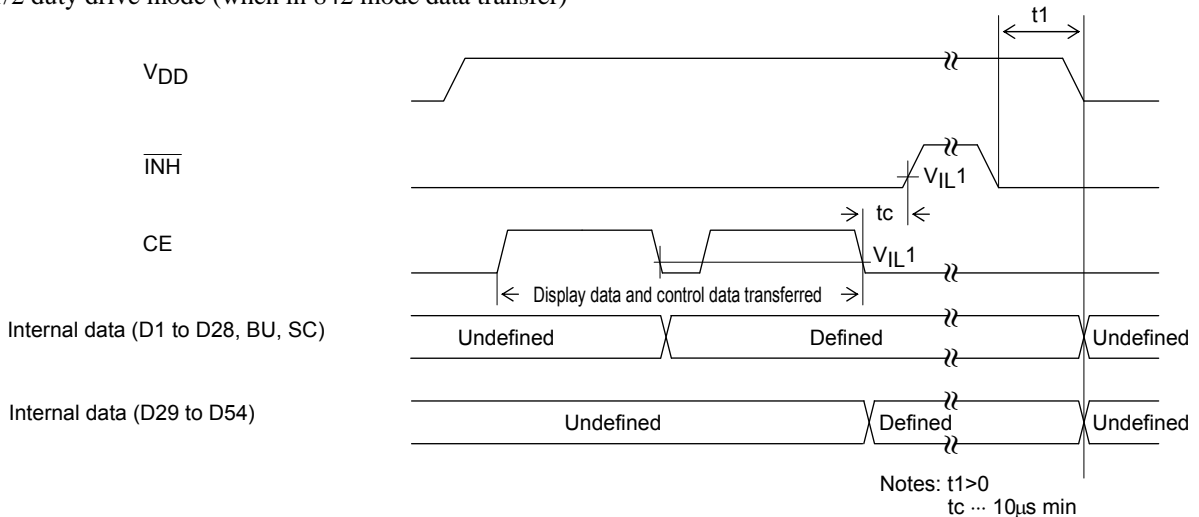 1/2 duty drive mode (when in 842 mode data transfer)
t1
VDD
INH
VIL1
tc
CE
VIL1
Display data and control data transferred
Internal data (D1 to D28, BU, SC)
Undefined
Defined
Undefined
Internal data (D29 to D54)
Undefined
Defined
Undefined
Notes: t1>0
tc ··· 10μs min